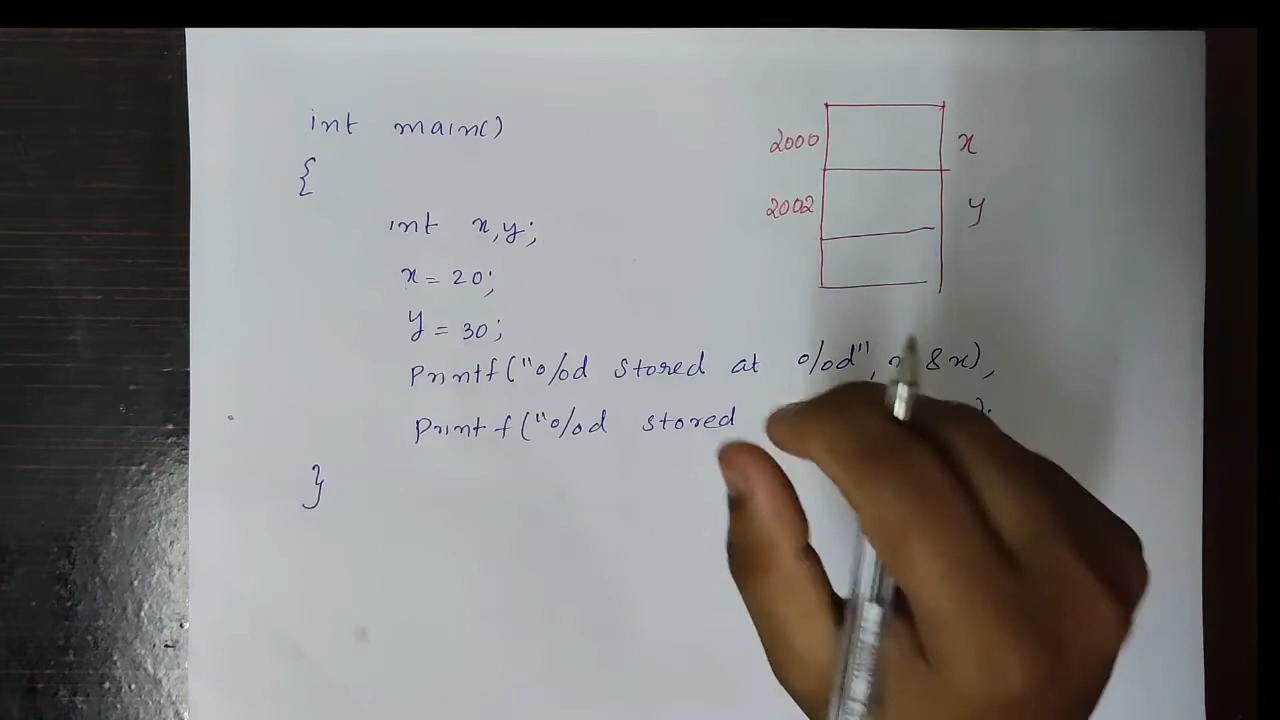 int main()
{
int x,y;
x = 20;
y = 30;
Printf("%d stored at %d", x &x),
Printf("%d stored
}
2000 x
2002 y